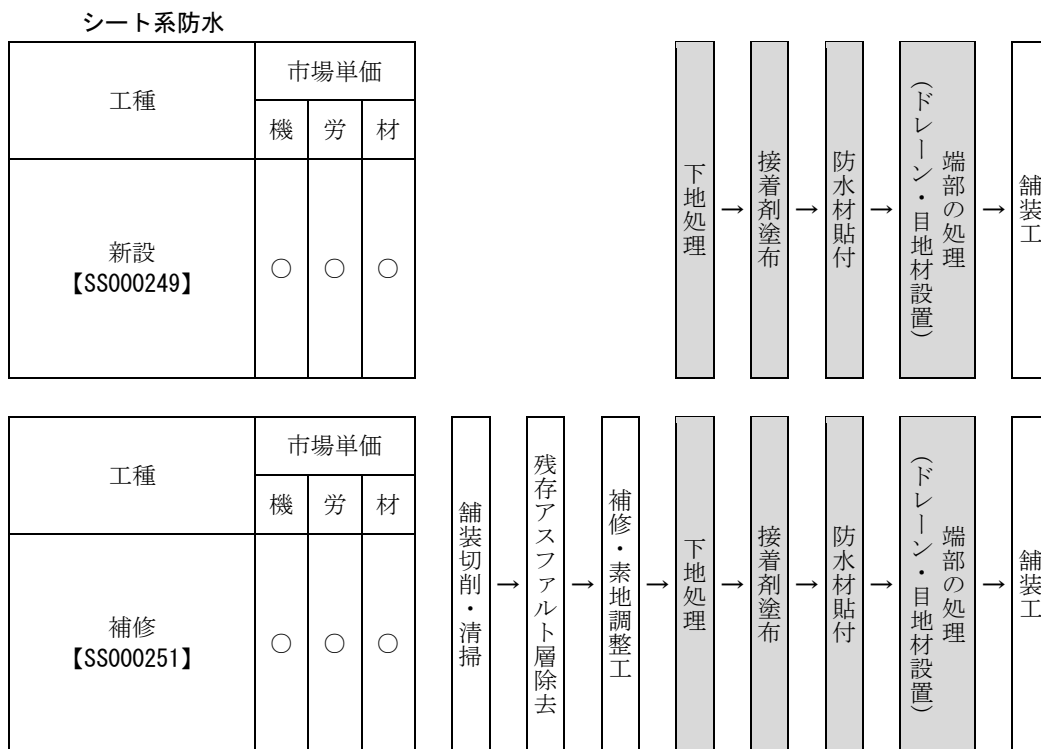 シート系防水
工種
市場単価
機 労 材
新設
【SS000249】
○ ○ ○
下地処理
→
接着剤塗布
→
防水材貼付
→
端部の処理
(ドレーン・目地材設置)
→
舗装工
工種
市場単価
機 労 材
補修
【SS000251】
○ ○ ○
舗装切削・清掃
→
残存アスファルト層除去
→
補修・素地調整工
→
下地処理
→
接着剤塗布
→
防水材貼付
→
端部の処理
(ドレーン・目地材設置)
→
舗装工